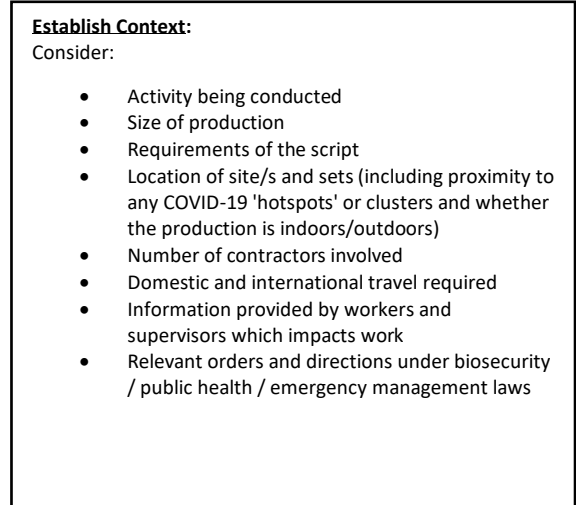 Establish Context:
Consider:
• Activity being conducted
• Size of production
• Requirements of the script
• Location of site/s and sets (including proximity to
any COVID-19 'hotspots' or clusters and whether
the production is indoors/outdoors)
• Number of contractors involved
• Domestic and international travel required
• Information provided by workers and
supervisors which impacts work
• Relevant orders and directions under biosecurity
/ public health / emergency management laws